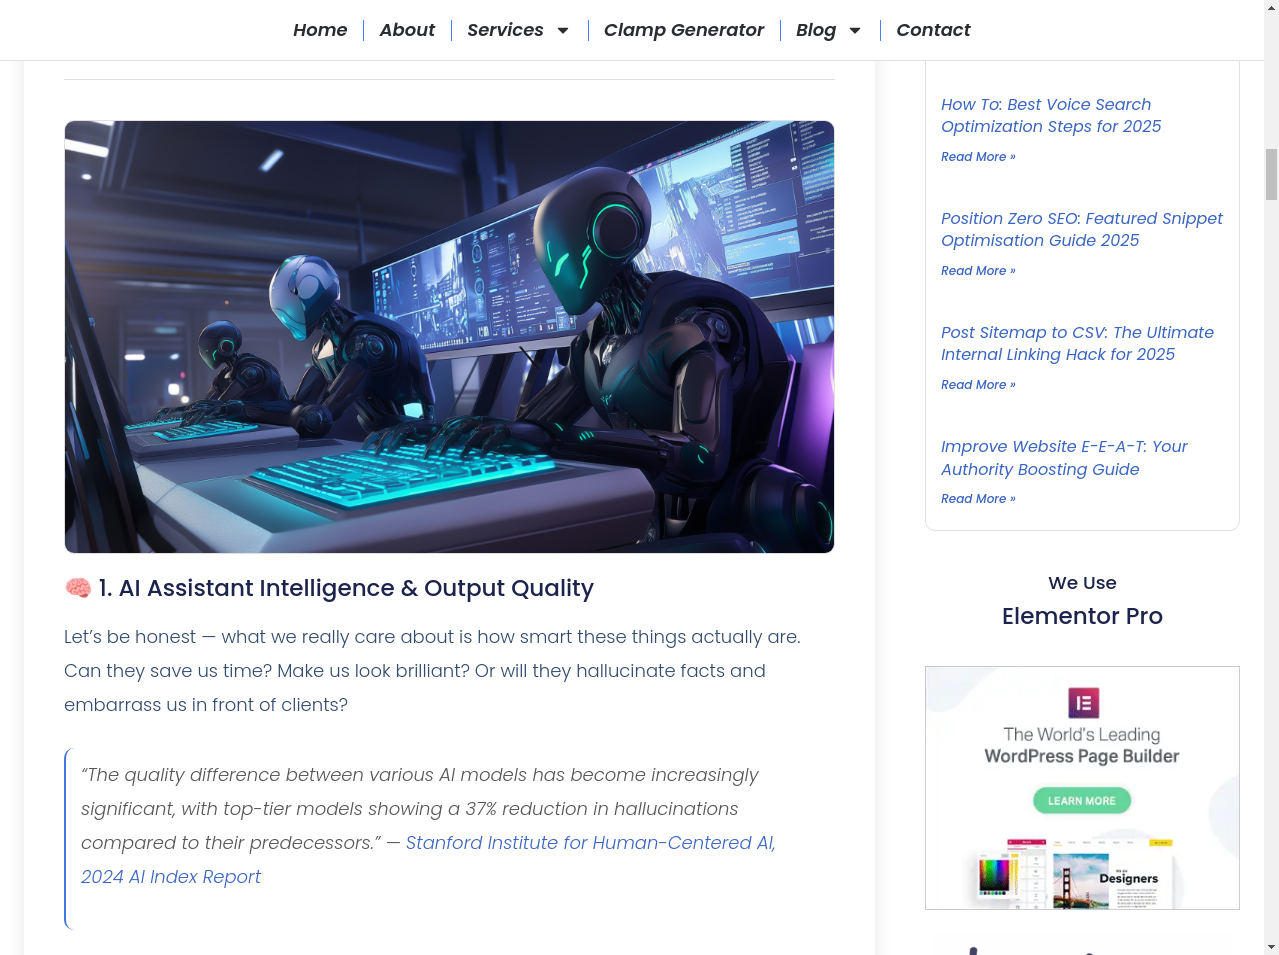 Home
About
Services
Clamp Generator
Blog
Contact
🧠 1. AI Assistant Intelligence & Output Quality
Let’s be honest — what we really care about is how smart these things actually are.
Can they save us time? Make us look brilliant? Or will they hallucinate facts and
embarrass us in front of clients?
“The quality difference between various AI models has become increasingly
significant, with top-tier models showing a 37% reduction in hallucinations
compared to their predecessors.” — Stanford Institute for Human-Centered AI,
2024 AI Index Report
How To: Best Voice Search
Optimization Steps for 2025
Read More »
Position Zero SEO: Featured Snippet
Optimisation Guide 2025
Read More »
Post Sitemap to CSV: The Ultimate
Internal Linking Hack for 2025
Read More »
Improve Website E-E-A-T: Your
Authority Boosting Guide
Read More »
We Use
Elementor Pro
The World's Leading
WordPress Page Builder
LEARN MORE
Designers